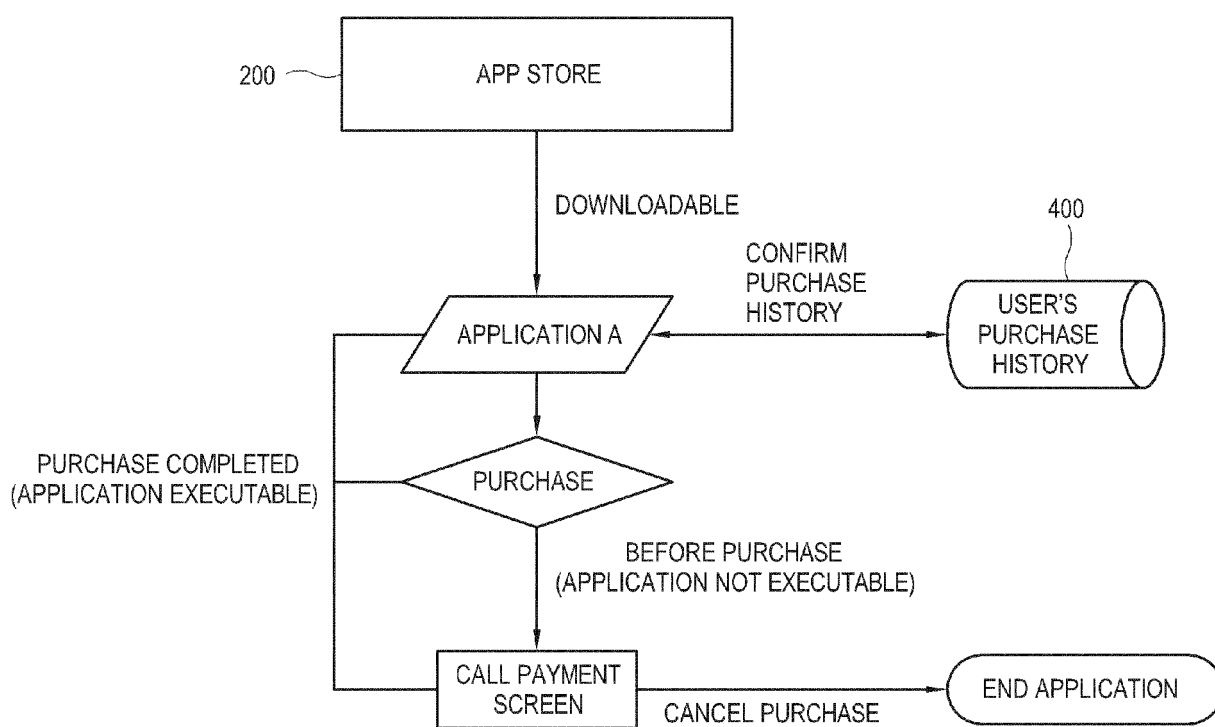 200
APP STORE
DOWNLOADABLE
400
CONFIRM
PURCHASE
HISTORY
APPLICATION A
USER'S
PURCHASE
HISTORY
PURCHASE COMPLETED
(APPLICATION EXECUTABLE)
PURCHASE
BEFORE PURCHASE
(APPLICATION NOT EXECUTABLE)
CALL PAYMENT
SCREEN
CANCEL PURCHASE
END APPLICATION